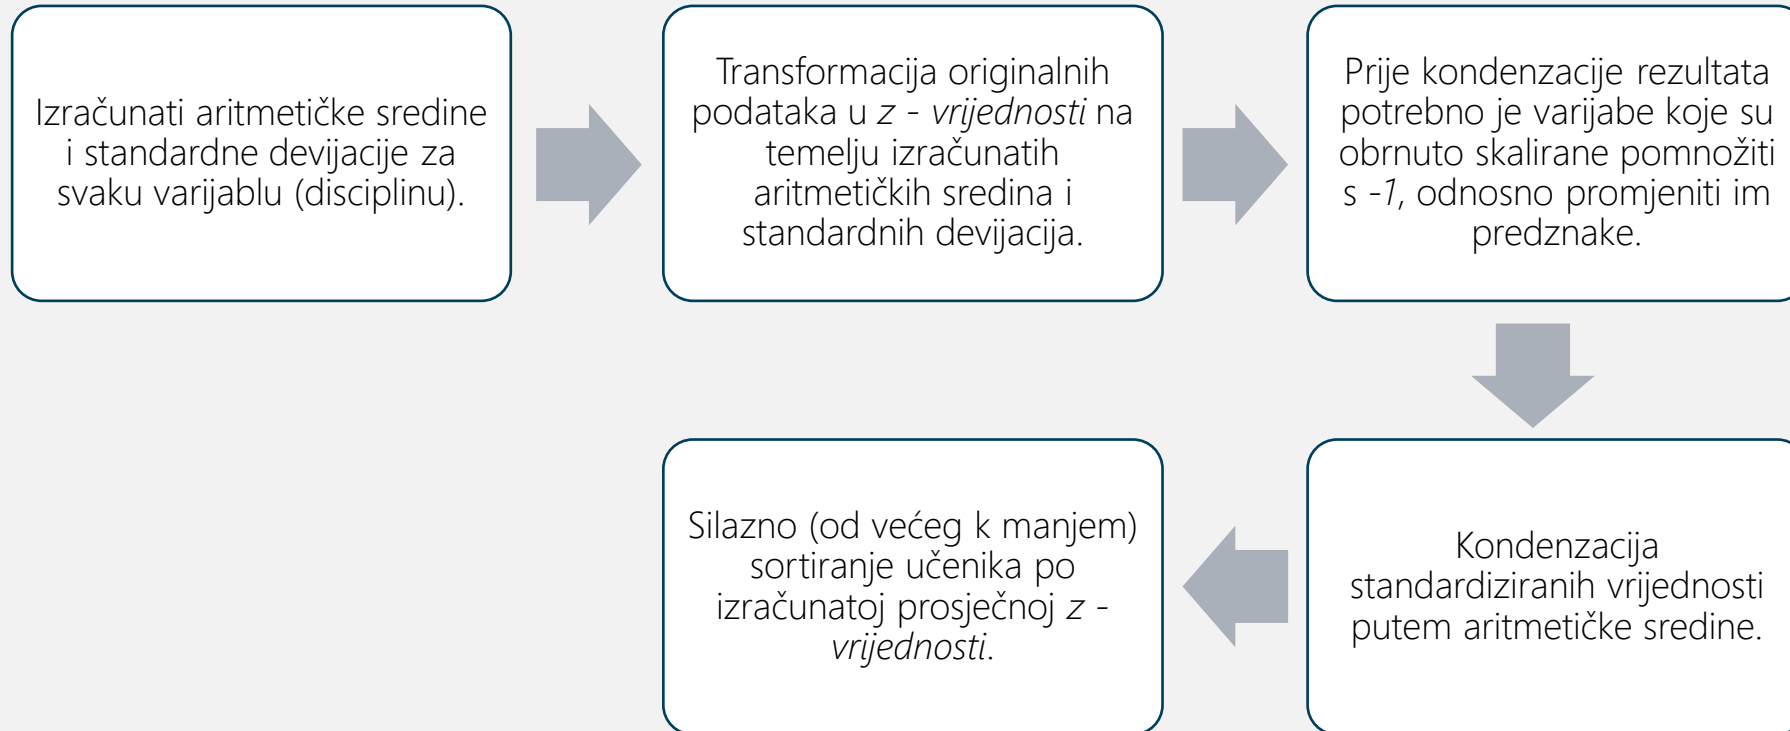 Izračunati aritmetičke sredine
i standardne devijacije za
svaku varijablu (disciplinu).
Transformacija originalnih
podataka u z - vrijednosti na
temelju izračunatih
aritmetičkih sredina i
standardnih devijacija.
Prije kondenzacije rezultata
potrebno je varijabe koje su
obrnuto skalirane pomnožiti
s -1, odnosno promjeniti im
predznake.
Kondenzacija
standardiziranih vrijednosti
putem aritmetičke sredine.
Silazno (od većeg k manjem)
sortiranje učenika po
izračunatoj prosječnoj z -
vrijednosti.